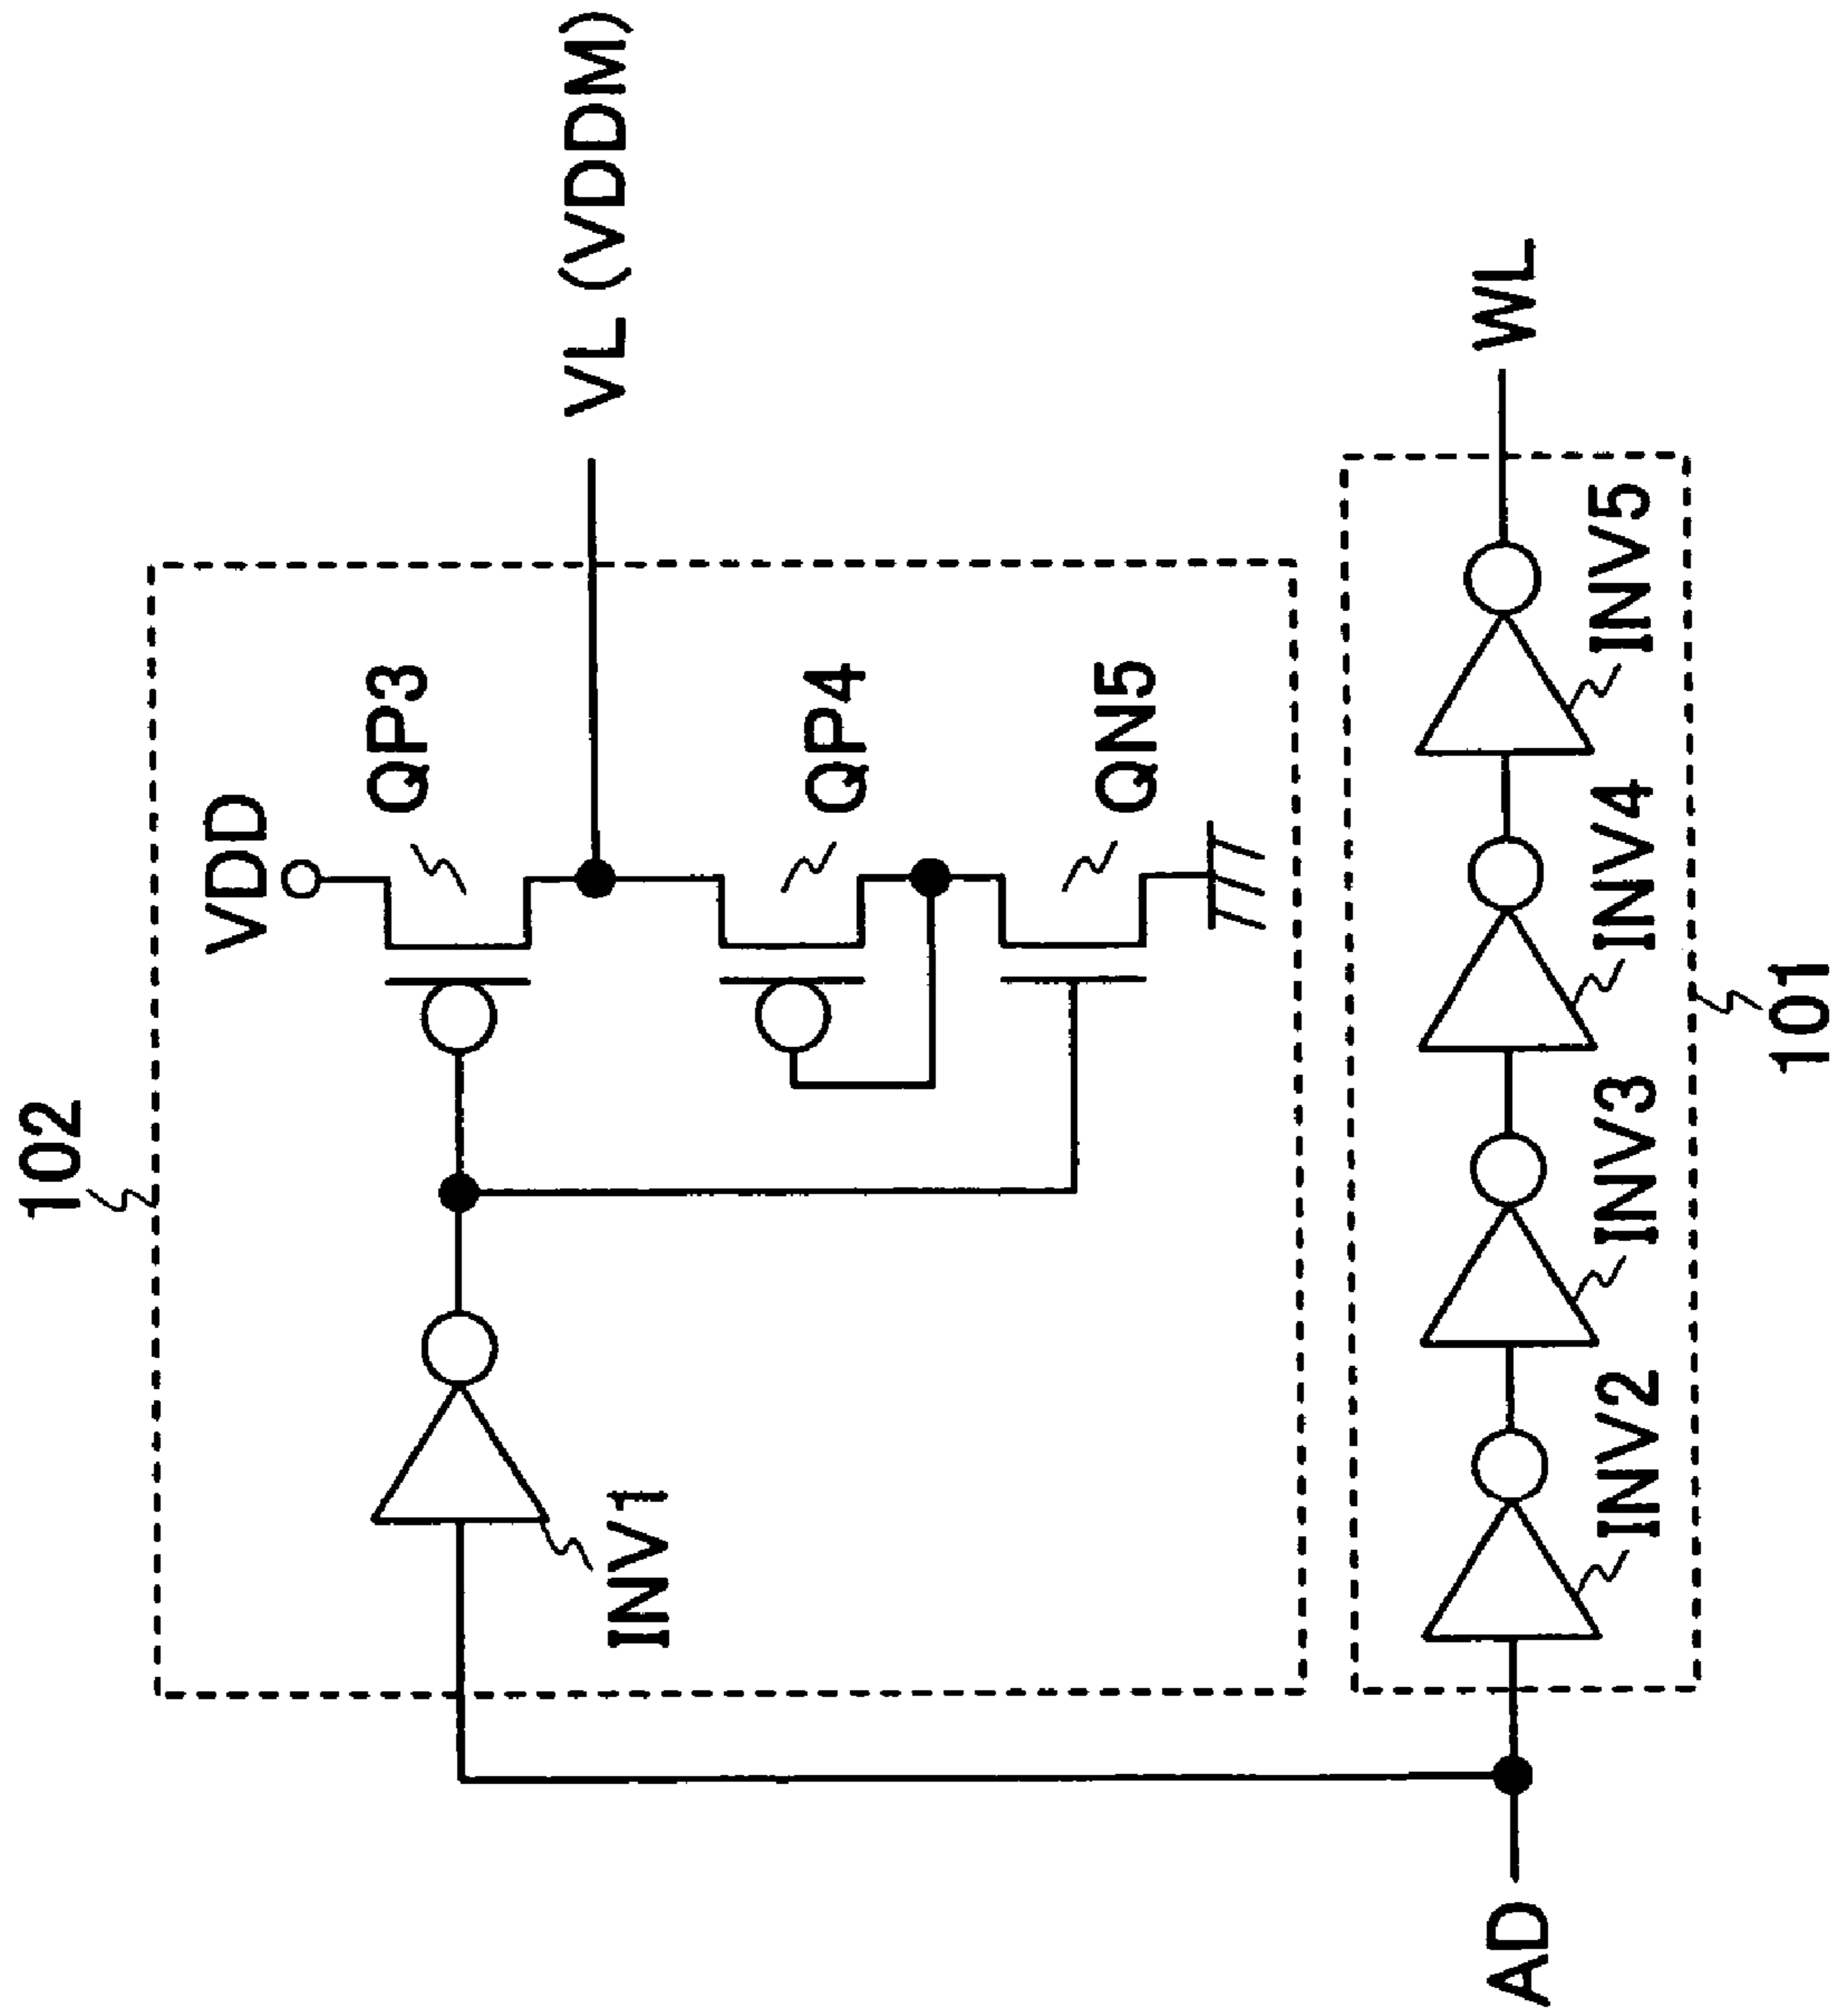 102
VDD
QP3
VL (VDDM)
QP4
INV1
QN5
AD
INV2
INV3
INV4
INV5
WL
101